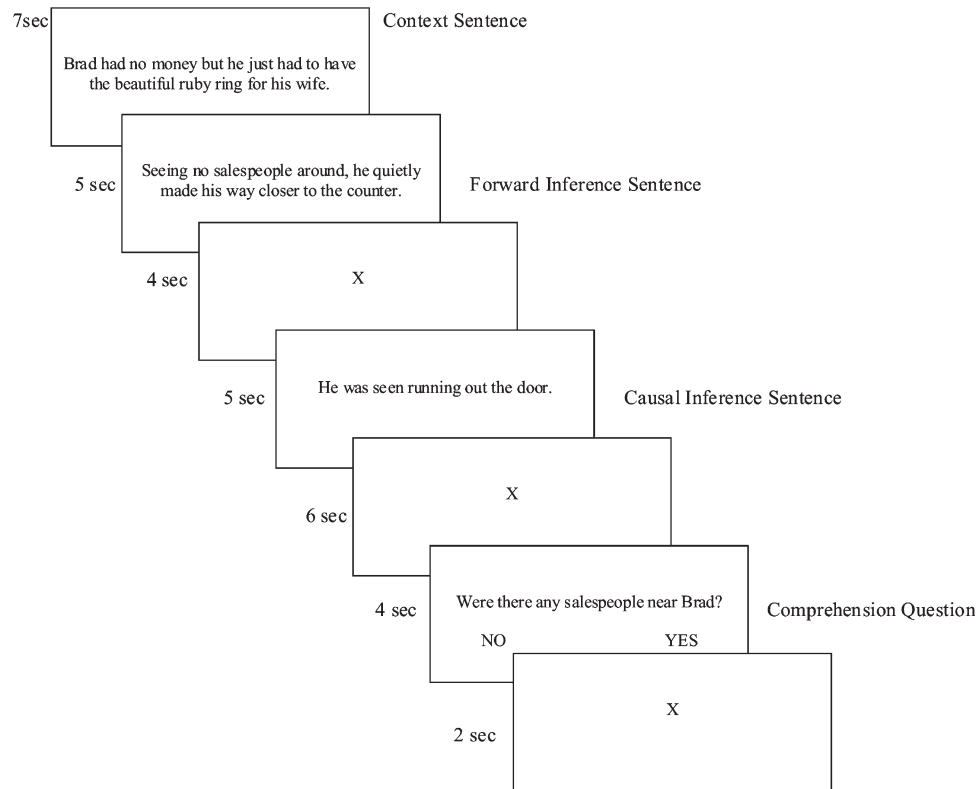 7sec
Context Sentence
Brad had no money but he just had to have
the beautiful ruby ring for his wife.
5 sec
Seeing no salespeople around, he quietly
made his way closer to the counter.
Forward Inference Sentence
4 sec
X
5 sec
He was seen running out the door.
Causal Inference Sentence
6 sec
X
4 sec
Were there any salespeople near Brad?
Comprehension Question
NO YES
2 sec
X